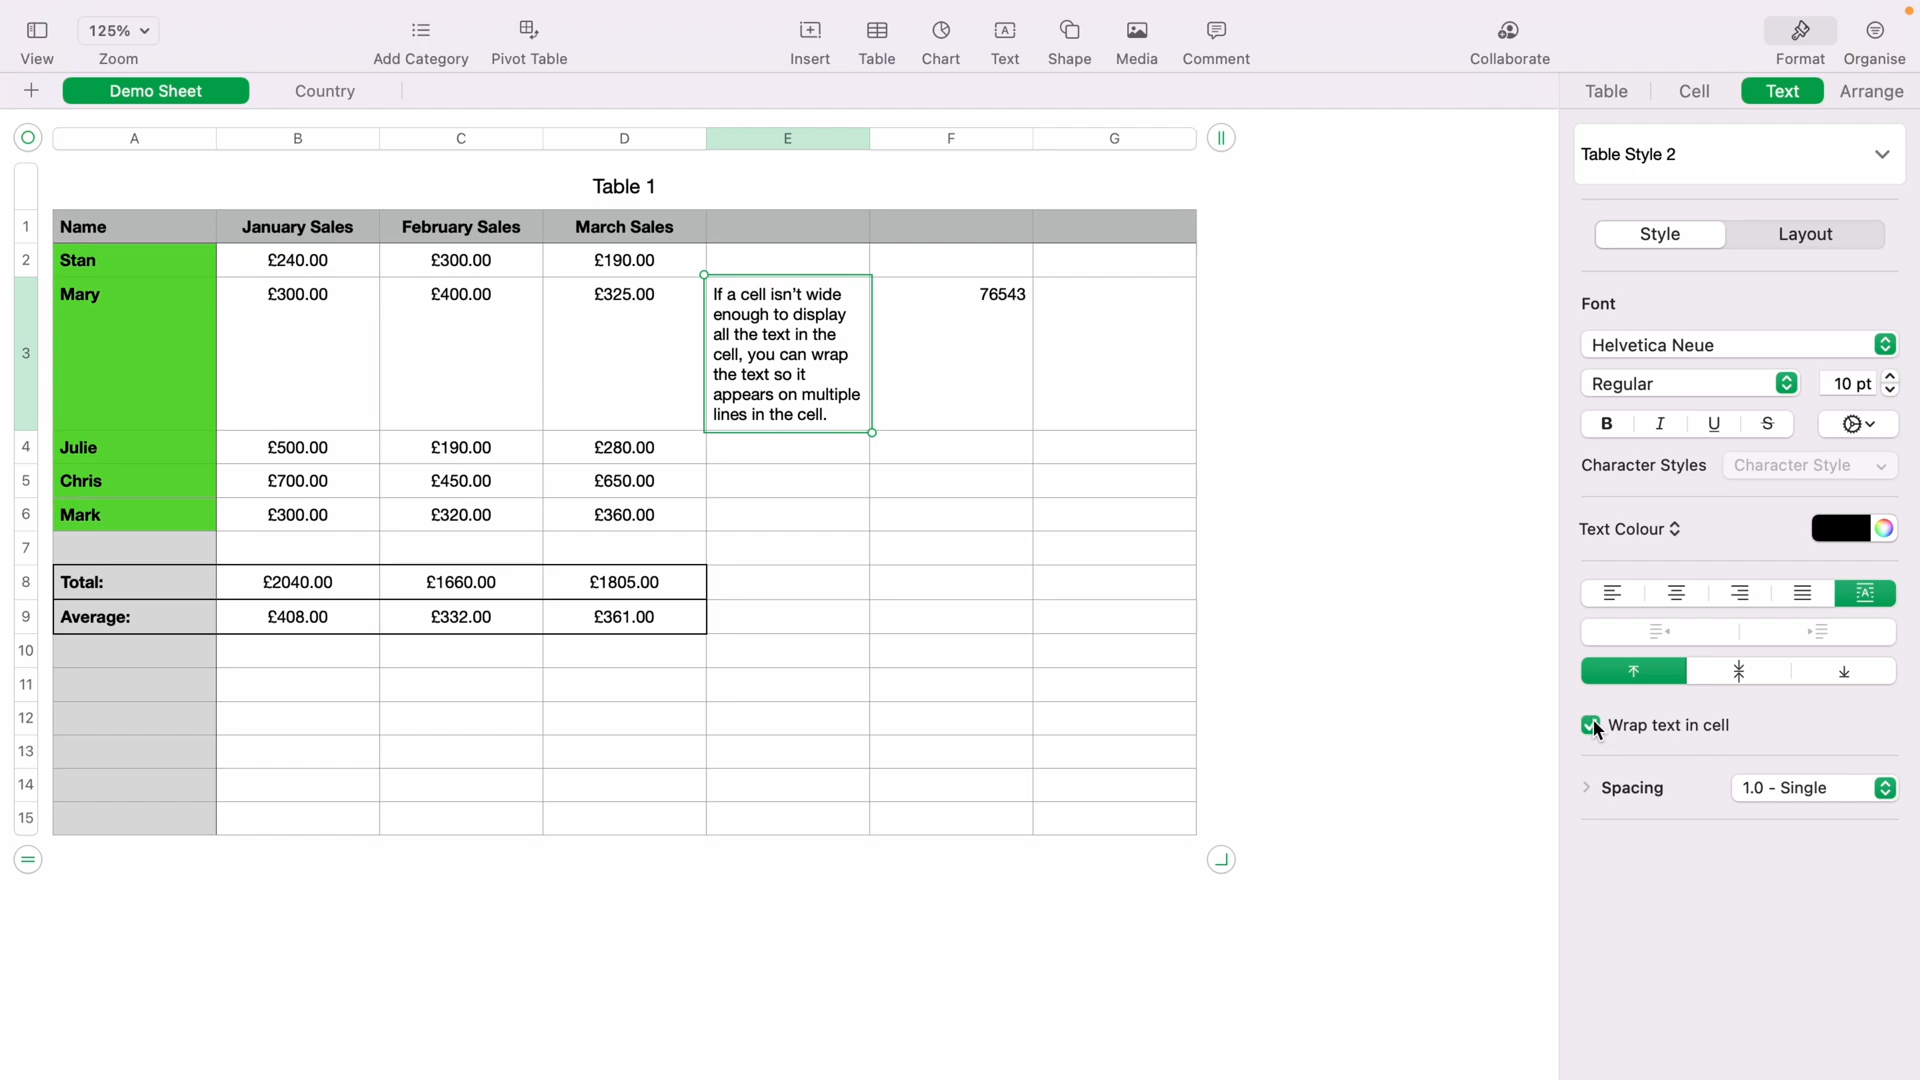 125%
View
Zoom
Add Category
Pivot Table
Insert
Table
Chart
Text
Shape
Media
Comment
Collaborate
Format
Organise
Demo Sheet
Country
Table
Cell
Text
Arrange
A B C D E F G
Table 1
1 Name January Sales February Sales March Sales
2 Stan £240.00 £300.00 £190.00
3 Mary £300.00 £400.00 £325.00
If a cell isn't wide
enough to display
all the text in the
cell, you can wrap
the text so it
appears on multiple
lines in the cell.
76543
4 Julie £500.00 £190.00 £280.00
5 Chris £700.00 £450.00 £650.00
6 Mark £300.00 £320.00 £360.00
7
8 Total: £2040.00 £1660.00 £1805.00
9 Average: £408.00 £332.00 £361.00
10
11
12
13
14
15
Table Style 2
Style
Layout
Font
Helvetica Neue
Regular
10 pt
B I U S
Character Styles
Character Style
Text Colour
A
Wrap text in cell
Spacing
1.0 - Single